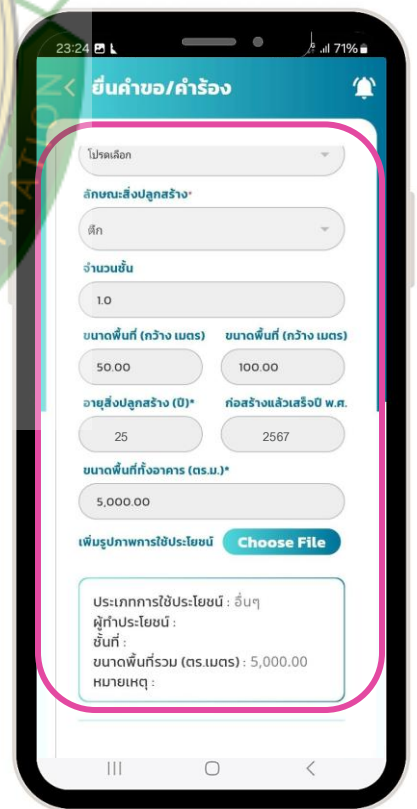 23:24
71%
ยื่นคำขอ/คำร้อง
โปรดเลือก
ลักษณะสิ่งปลูกสร้าง*
ตึก
จำนวนชั้น
1.0
ขนาดพื้นที่ (กว้าง เมตร) ขนาดพื้นที่ (กว้าง เมตร)
50.00 100.00
อายุสิ่งปลูกสร้าง (ปี)* ก่อสร้างแล้วเสร็จปี พ.ศ.
25 2567
ขนาดพื้นที่ทั้งอาคาร (ตร.ม.)*
5,000.00
เพิ่มรูปภาพการใช้ประโยชน์ Choose File
ประเภทการใช้ประโยชน์ : อื่นๆ
ผู้ทำประโยชน์ :
ชั้นที่ :
ขนาดพื้นที่รวม (ตร.เมตร) : 5,000.00
หมายเหตุ :